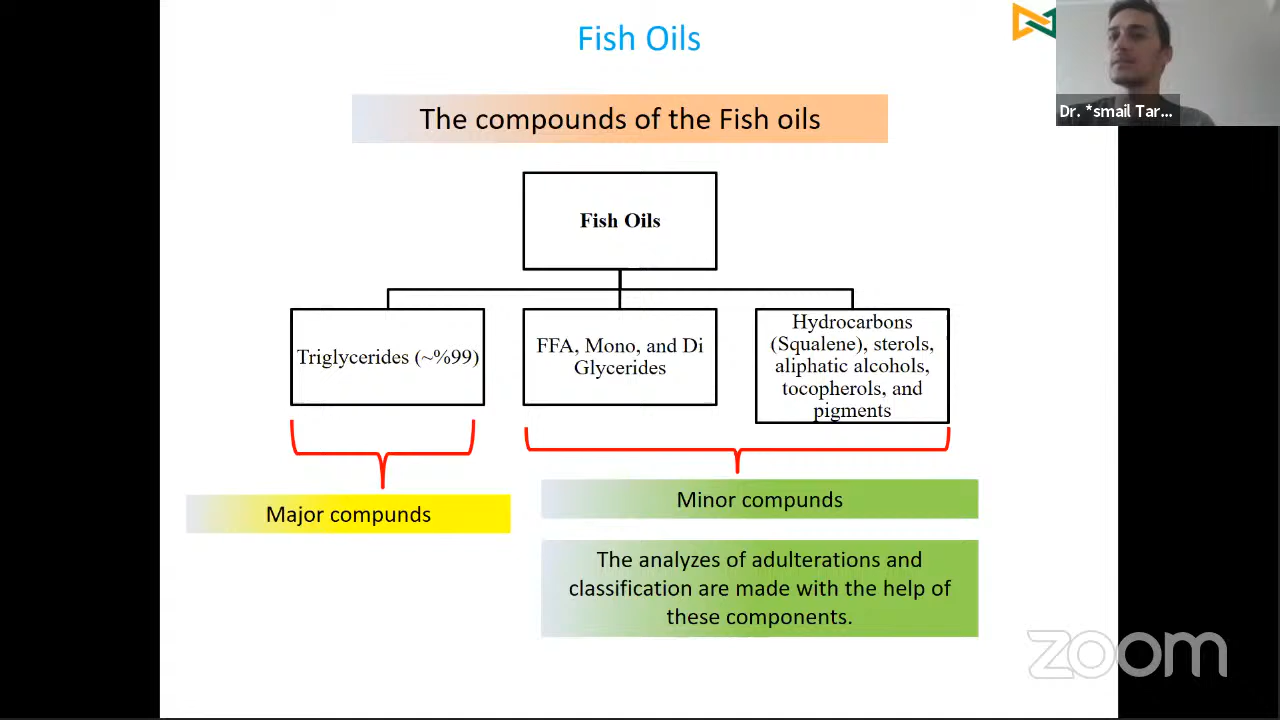 Fish Oils
Dr. *smail Tar...
The compounds of the Fish oils
Fish Oils
Triglycerides (~%99)
FFA, Mono, and Di
Glycerides
Hydrocarbons
(Squalene), sterols,
aliphatic alcohols,
tocopherols, and
pigments
Major compunds
Minor compunds
The analyzes of adulterations and
classification are made with the help of
these components.
zoom